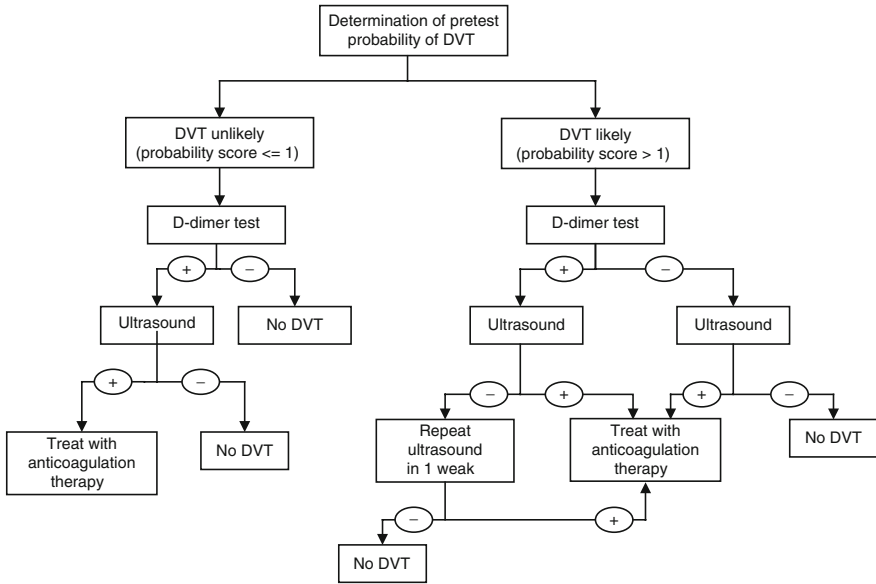 Determination of pretest
probability of DVT
DVT unlikely
(probability score <= 1)
DVT likely
(probability score > 1)
D-dimer test
D-dimer test
+
−
+
−
Ultrasound
No DVT
Ultrasound
Ultrasound
+
−
−
+
+
−
Treat with
anticoagulation
therapy
No DVT
Repeat
ultrasound
in 1 weak
Treat with
anticoagulation
therapy
No DVT
−
+
No DVT